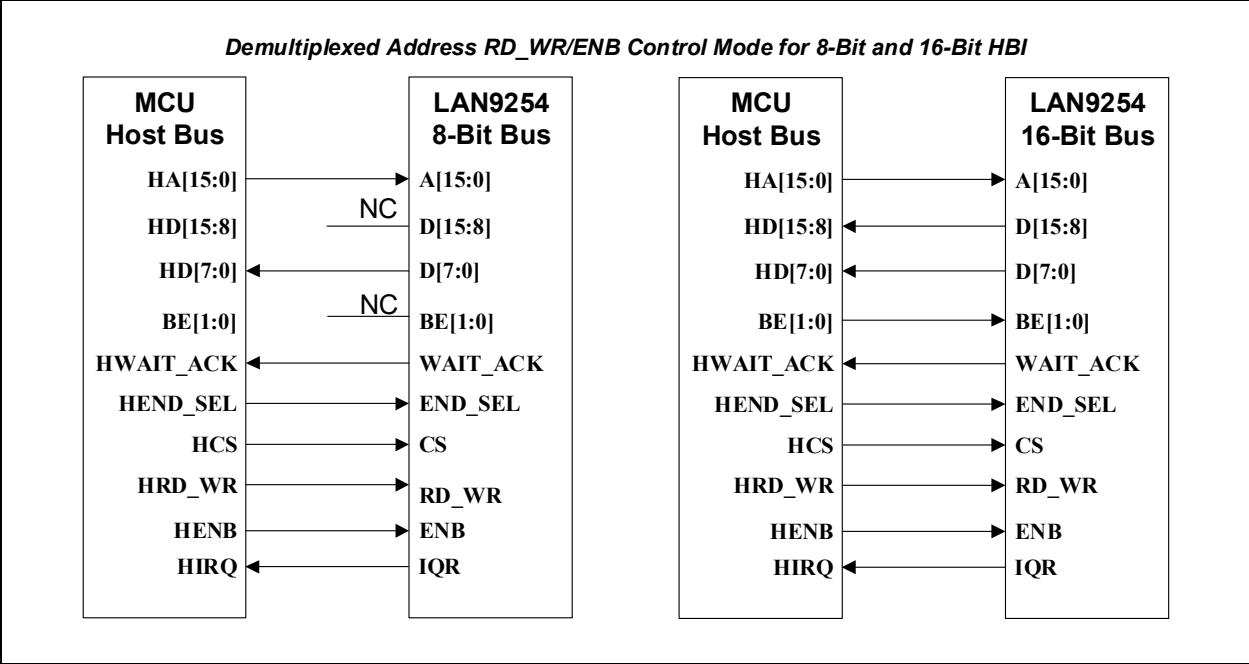 Demultiplexed Address RD_WR/ENB Control Mode for 8-Bit and 16-Bit HBI
MCU
Host Bus
HA[15:0]
HD[15:8]
HD[7:0]
BE[1:0]
HWAIT_ACK
HEND_SEL
HCS
HRD_WR
HENB
HIRQ
NC
NC
LAN9254
8-Bit Bus
A[15:0]
D[15:8]
D[7:0]
BE[1:0]
WAIT_ACK
END_SEL
CS
RD_WR
ENB
IQR
MCU
Host Bus
HA[15:0]
HD[15:8]
HD[7:0]
BE[1:0]
HWAIT_ACK
HEND_SEL
HCS
HRD_WR
HENB
HIRQ
LAN9254
16-Bit Bus
A[15:0]
D[15:8]
D[7:0]
BE[1:0]
WAIT_ACK
END_SEL
CS
RD_WR
ENB
IQR